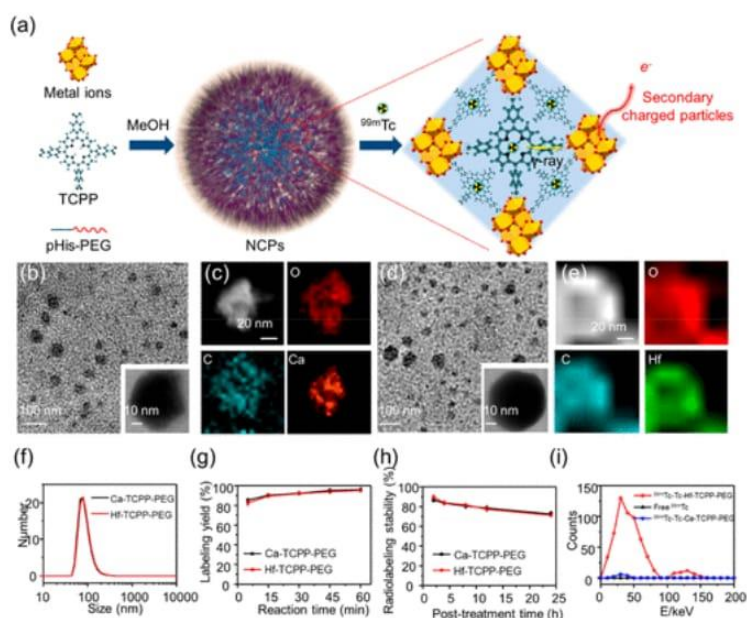 (a)
Metal ions
TCPP
pHis-PEG
MeOH
NCPs
99mTc
γ-ray
e-
Secondary
charged particles
(b)
100 nm
10 nm
(c)
20 nm
O
C
Ca
(d)
100 nm
10 nm
(e)
20 nm
O
C
Hf
(f)
Number
20
10
0
10 100 1000 10000
Size (nm)
Ca-TCPP-PEG
Hf-TCPP-PEG
(g)
Labeling yield (%)
100
80
60
40
20
0
0 15 30 45 60
Reaction time (min)
Ca-TCPP-PEG
Hf-TCPP-PEG
(h)
Radiolabeling stability (%)
100
80
60
40
20
0
0 5 10 15 20 25
Post-treatment time (h)
Ca-TCPP-PEG
Hf-TCPP-PEG
(i)
Counts
150
100
50
0
0 50 100 150 200
E/keV
99mTc-Tc-Hf-TCPP-PEG
Free 99mTc
99mTc-Tc-Ca-TCPP-PEG